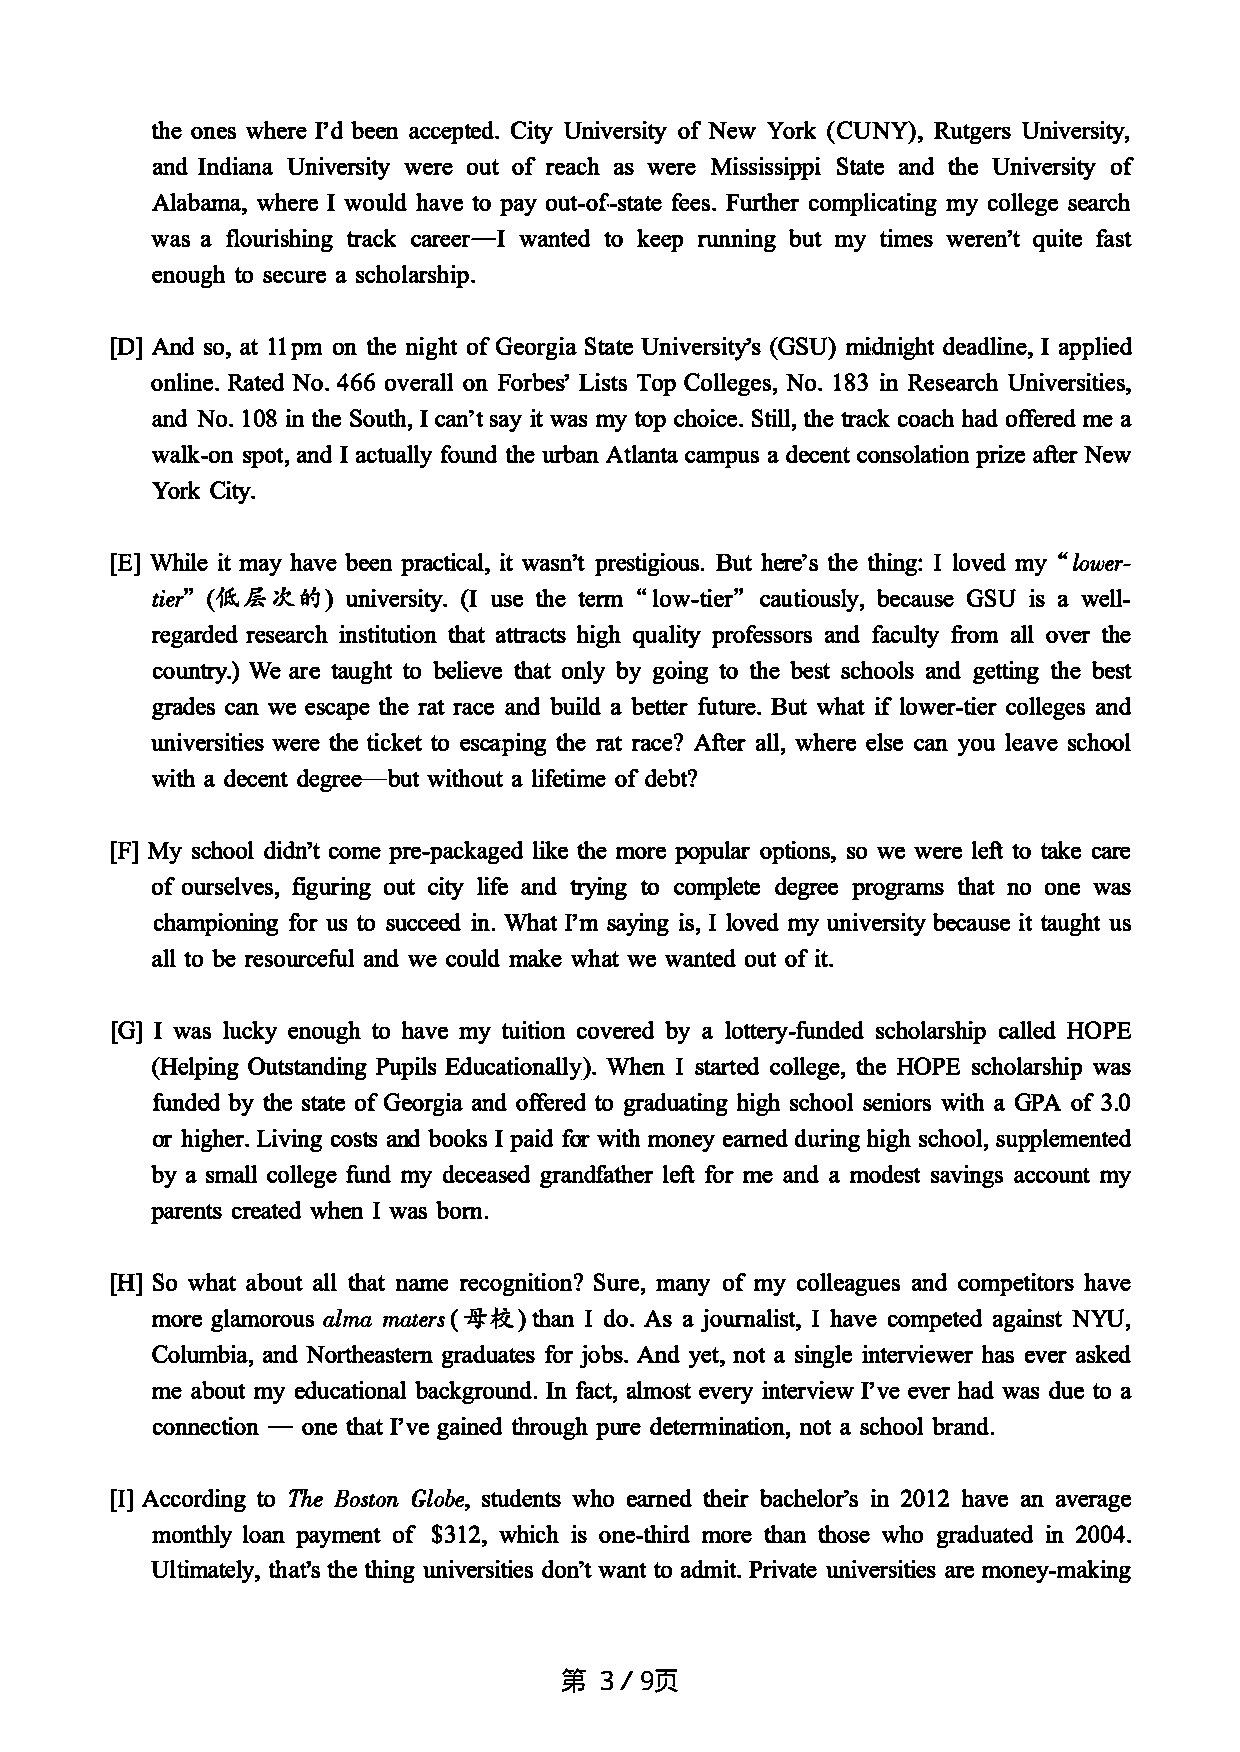 the ones where I’d been accepted. City University of New York (CUNY), Rutgers University,
and Indiana University were out of reach as were Mississippi State and the University of
Alabama, where I would have to pay out-of-state fees. Further complicating my college search
was a flourishing track career—I wanted to keep running but my times weren’t quite fast
enough to secure a scholarship.
[D] And so, at 11pm on the night of Georgia State University’s (GSU) midnight deadline, I applied
online. Rated No. 466 overall on Forbes’ Lists Top Colleges, No. 183 in Research Universities,
and No. 108 in the South, I can’t say it was my top choice. Still, the track coach had offered me a
walk-on spot, and I actually found the urban Atlanta campus a decent consolation prize after New
York City.
[E] While it may have been practical, it wasn’t prestigious. But here’s the thing: I loved my “lower-
tier” (低层次的) university. (I use the term “low-tier” cautiously, because GSU is a well-
regarded research institution that attracts high quality professors and faculty from all over the
country.) We are taught to believe that only by going to the best schools and getting the best
grades can we escape the rat race and build a better future. But what if lower-tier colleges and
universities were the ticket to escaping the rat race? After all, where else can you leave school
with a decent degree—but without a lifetime of debt?
[F] My school didn’t come pre-packaged like the more popular options, so we were left to take care
of ourselves, figuring out city life and trying to complete degree programs that no one was
championing for us to succeed in. What I’m saying is, I loved my university because it taught us
all to be resourceful and we could make what we wanted out of it.
[G] I was lucky enough to have my tuition covered by a lottery-funded scholarship called HOPE
(Helping Outstanding Pupils Educationally). When I started college, the HOPE scholarship was
funded by the state of Georgia and offered to graduating high school seniors with a GPA of 3.0
or higher. Living costs and books I paid for with money earned during high school, supplemented
by a small college fund my deceased grandfather left for me and a modest savings account my
parents created when I was born.
[H] So what about all that name recognition? Sure, many of my colleagues and competitors have
more glamorous alma maters (母校) than I do. As a journalist, I have competed against NYU,
Columbia, and Northeastern graduates for jobs. And yet, not a single interviewer has ever asked
me about my educational background. In fact, almost every interview I’ve ever had was due to a
connection — one that I’ve gained through pure determination, not a school brand.
[I] According to The Boston Globe, students who earned their bachelor’s in 2012 have an average
monthly loan payment of $312, which is one-third more than those who graduated in 2004.
Ultimately, that’s the thing universities don’t want to admit. Private universities are money-making
第 3 / 9页